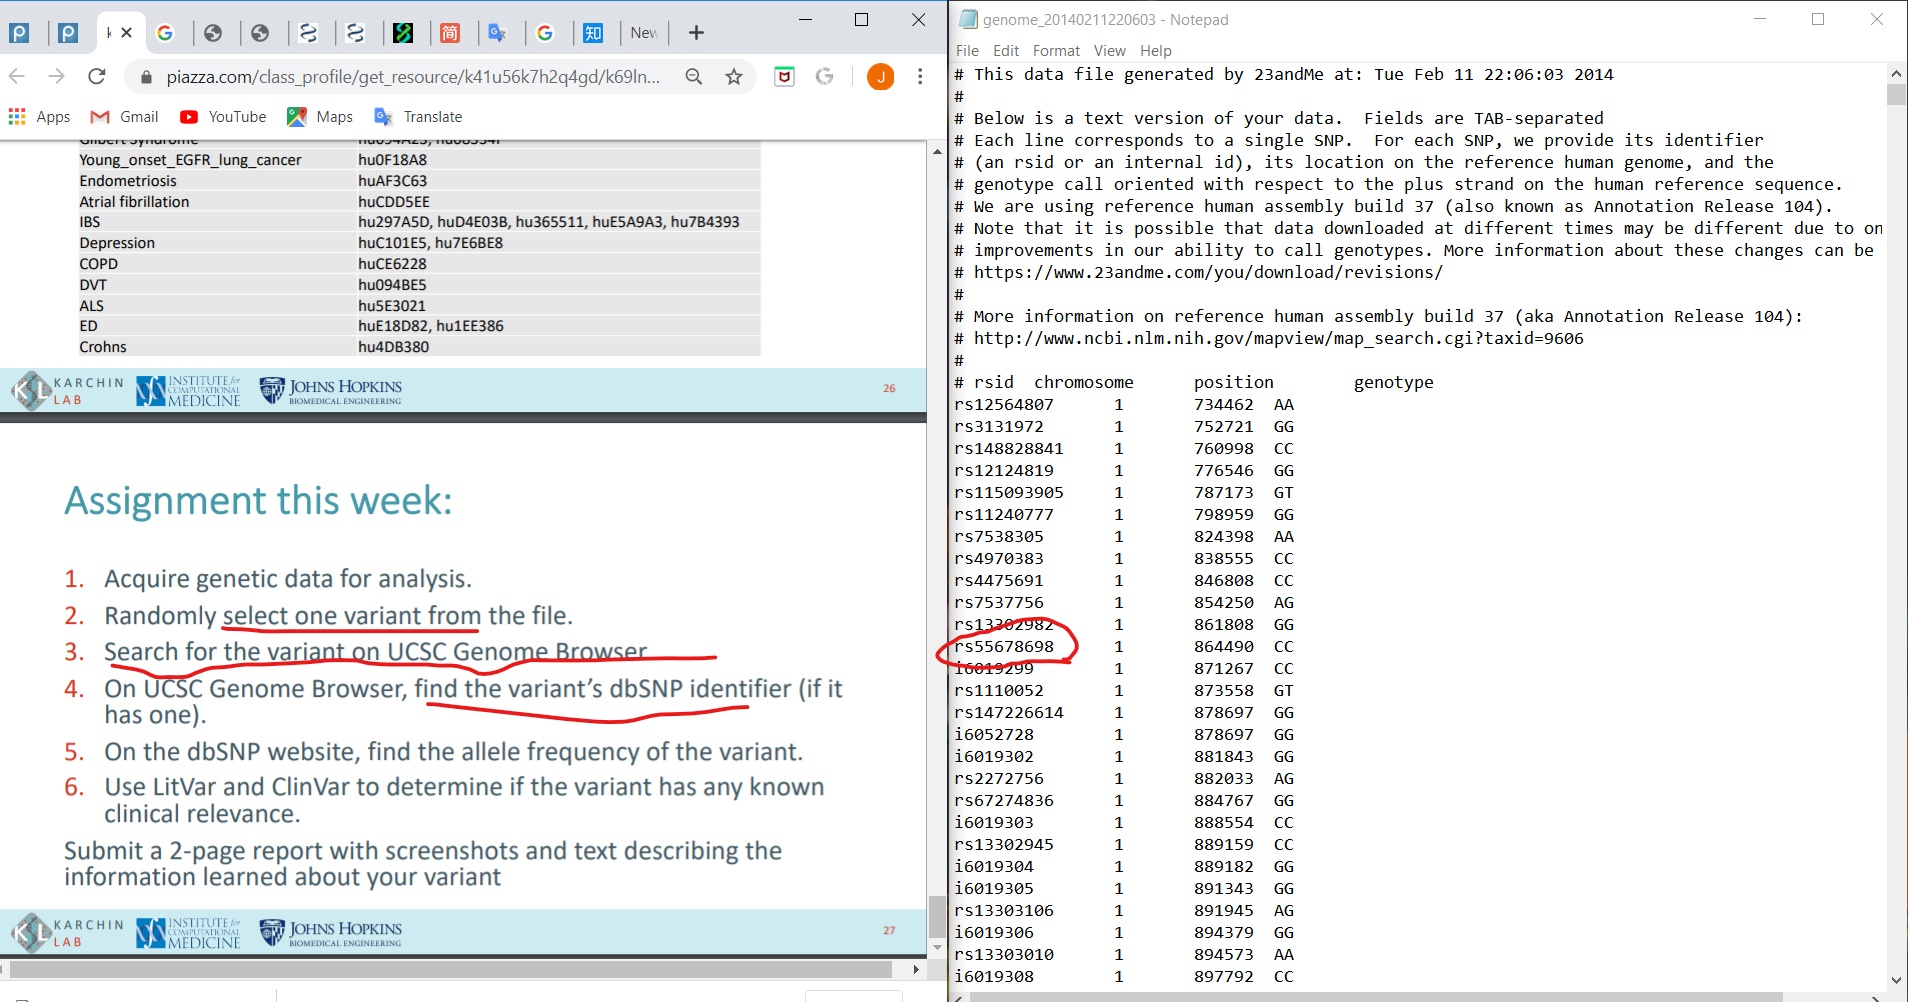 New
piazza.com/class_profile/get_resource/k41u56k7h2q4gd/k69ln...
J
Apps Gmail YouTube Maps Translate
Young_onset_EGFR_lung_cancer hu0F18A8
Endometriosis huAF3C63
Atrial fibrillation huCDD5EE
IBS hu297A5D, huD4E03B, hu365511, huE5A9A3, hu7B4393
Depression huC101E5, hu7E6BE8
COPD huCE6228
DVT hu094BE5
ALS hu5E3021
ED huE18D82, hu1EE386
Crohns hu4DB380
KARCHIN
LAB
INSTITUTE for
COMPUTATIONAL
MEDICINE
JOHNS HOPKINS
BIOMEDICAL ENGINEERING
26
Assignment this week:
1. Acquire genetic data for analysis.
2. Randomly select one variant from the file.
3. Search for the variant on UCSC Genome Browser
4. On UCSC Genome Browser, find the variant's dbSNP identifier (if it
has one).
5. On the dbSNP website, find the allele frequency of the variant.
6. Use LitVar and ClinVar to determine if the variant has any known
clinical relevance.
Submit a 2-page report with screenshots and text describing the
information learned about your variant
KARCHIN
LAB
INSTITUTE for
COMPUTATIONAL
MEDICINE
JOHNS HOPKINS
BIOMEDICAL ENGINEERING
27
genome_20140211220603 - Notepad
File Edit Format View Help
# This data file generated by 23andMe at: Tue Feb 11 22:06:03 2014
#
# Below is a text version of your data.  Fields are TAB-separated
# Each line corresponds to a single SNP.  For each SNP, we provide its identifier
# (an rsid or an internal id), its location on the reference human genome, and the
# genotype call oriented with respect to the plus strand on the human reference sequence.
# We are using reference human assembly build 37 (also known as Annotation Release 104).
# Note that it is possible that data downloaded at different times may be different due to on
# improvements in our ability to call genotypes. More information about these changes can be
# https://www.23andme.com/you/download/revisions/
#
# More information on reference human assembly build 37 (aka Annotation Release 104):
# http://www.ncbi.nlm.nih.gov/mapview/map_search.cgi?taxid=9606
#
# rsid chromosome position genotype
rs12564807 1 734462 AA
rs3131972 1 752721 GG
rs148828841 1 760998 CC
rs12124819 1 776546 GG
rs115093905 1 787173 GT
rs11240777 1 798959 GG
rs7538305 1 824398 AA
rs4970383 1 838555 CC
rs4475691 1 846808 CC
rs7537756 1 854250 AG
rs13302982 1 861808 GG
rs55678698 1 864490 CC
i6019299 1 871267 CC
rs1110052 1 873558 GT
rs147226614 1 878697 GG
i6052728 1 878697 GG
i6019302 1 881843 GG
rs2272756 1 882033 AG
rs67274836 1 884767 GG
i6019303 1 888554 CC
rs13302945 1 889159 CC
i6019304 1 889182 GG
i6019305 1 891343 GG
rs13303106 1 891945 AG
i6019306 1 894379 GG
rs13303010 1 894573 AA
i6019308 1 897792 CC